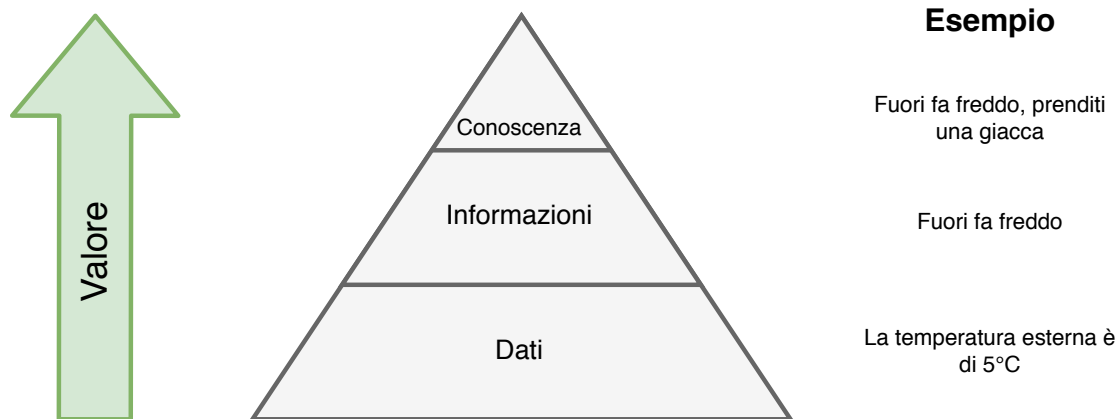 Esempio
Conoscenza
Fuori fa freddo, prenditi
una giacca
Valore
Informazioni
Fuori fa freddo
Dati
La temperatura esterna è
di 5°C